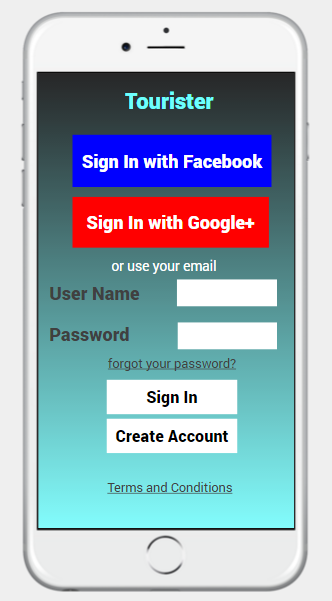 Tourister
Sign In with Facebook
Sign In with Google+
or use your email
User Name
Password
forgot your password?
Sign In
Create Account
Terms and Conditions